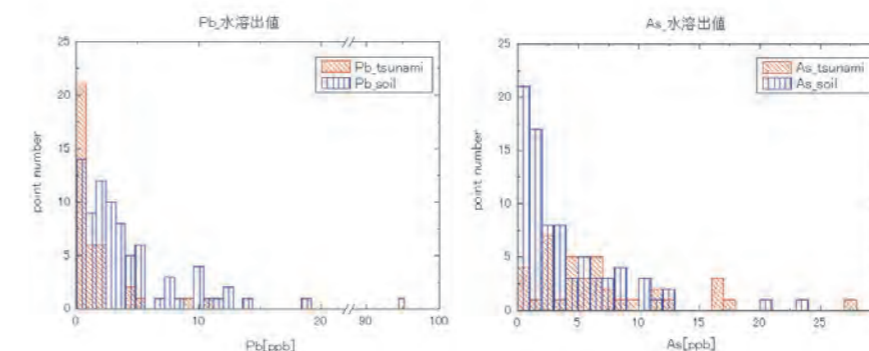 Pb_水溶出値
25
20
15
10
5
0
point number
Pb_tsunami
Pb_soil
0 10 20 90 100
Pb[ppb]
As_水溶出値
25
20
15
10
5
0
point number
As_tsunami
As_soil
0 5 10 15 20 25
As[ppb]